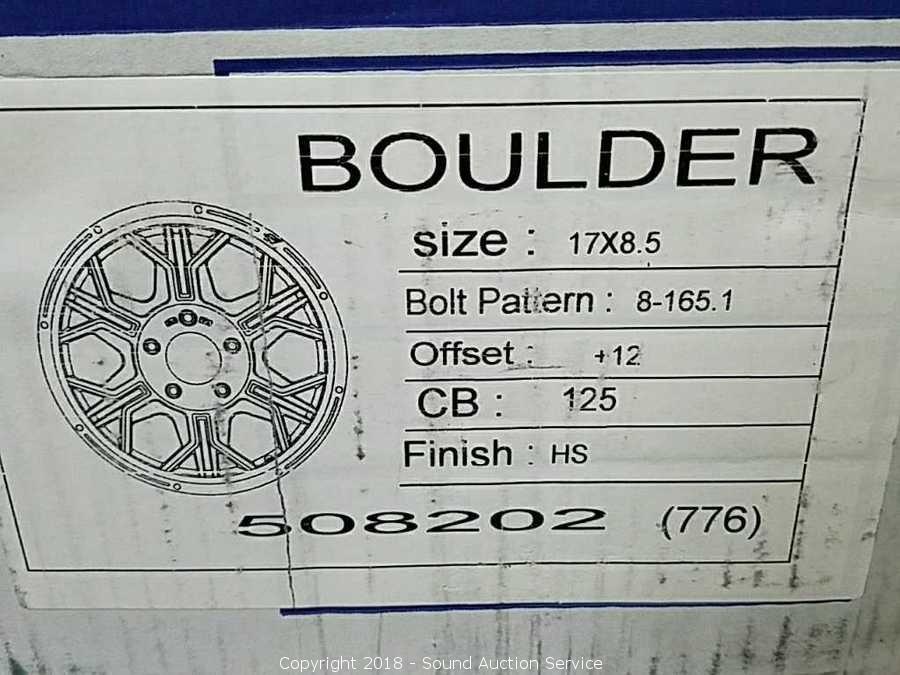 BOULDER
size : 17X8.5
Bolt Pattern : 8-165.1
Offset : +12
CB : 125
Finish : HS
508202 (776)
Copyright 2018 - Sound Auction Service